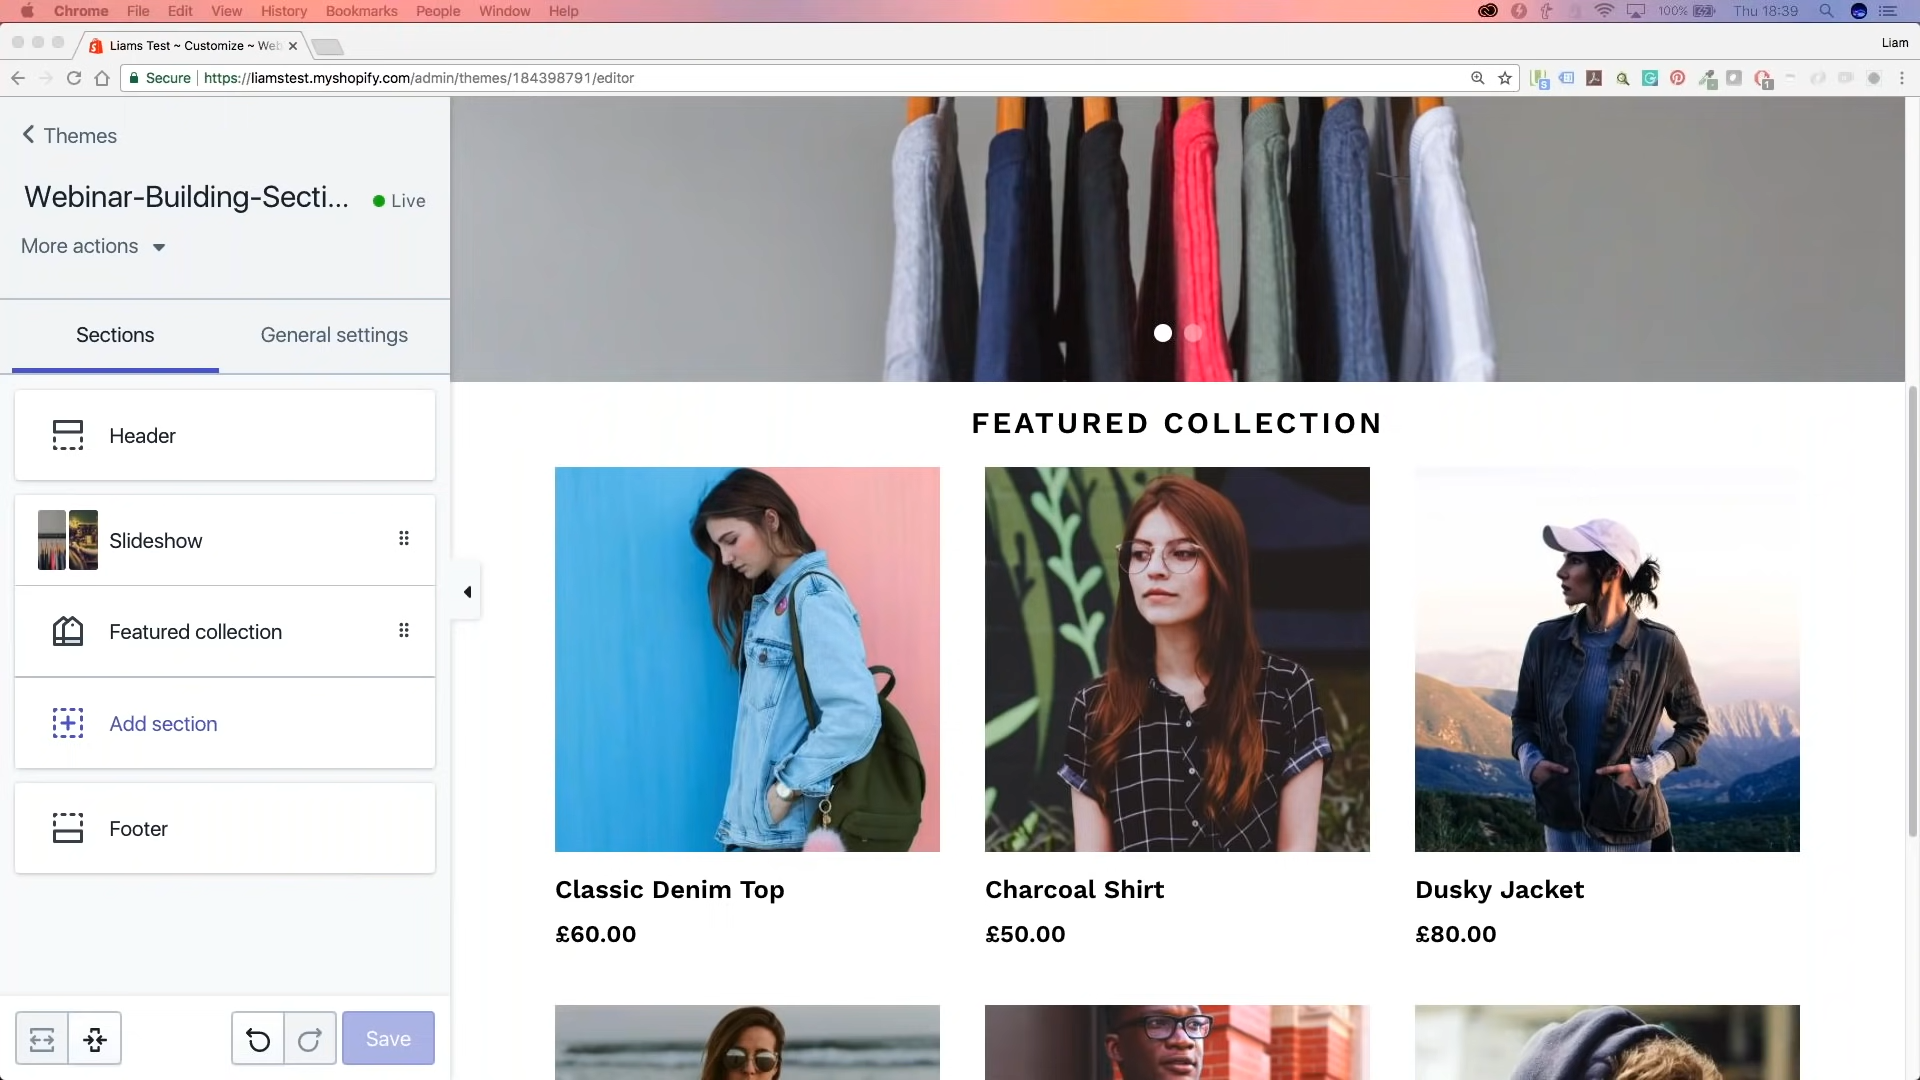 Chrome File Edit View History Bookmarks People Window Help
100% Thu 18:39
Liams Test ~ Customize ~ Web
Liam
Secure https://liamstest.myshopify.com/admin/themes/184398791/editor
Themes
Webinar-Building-Secti... Live
More actions
Sections General settings
Header
Slideshow
Featured collection
Add section
Footer
Save
FEATURED COLLECTION
Classic Denim Top
£60.00
Charcoal Shirt
£50.00
Dusky Jacket
£80.00